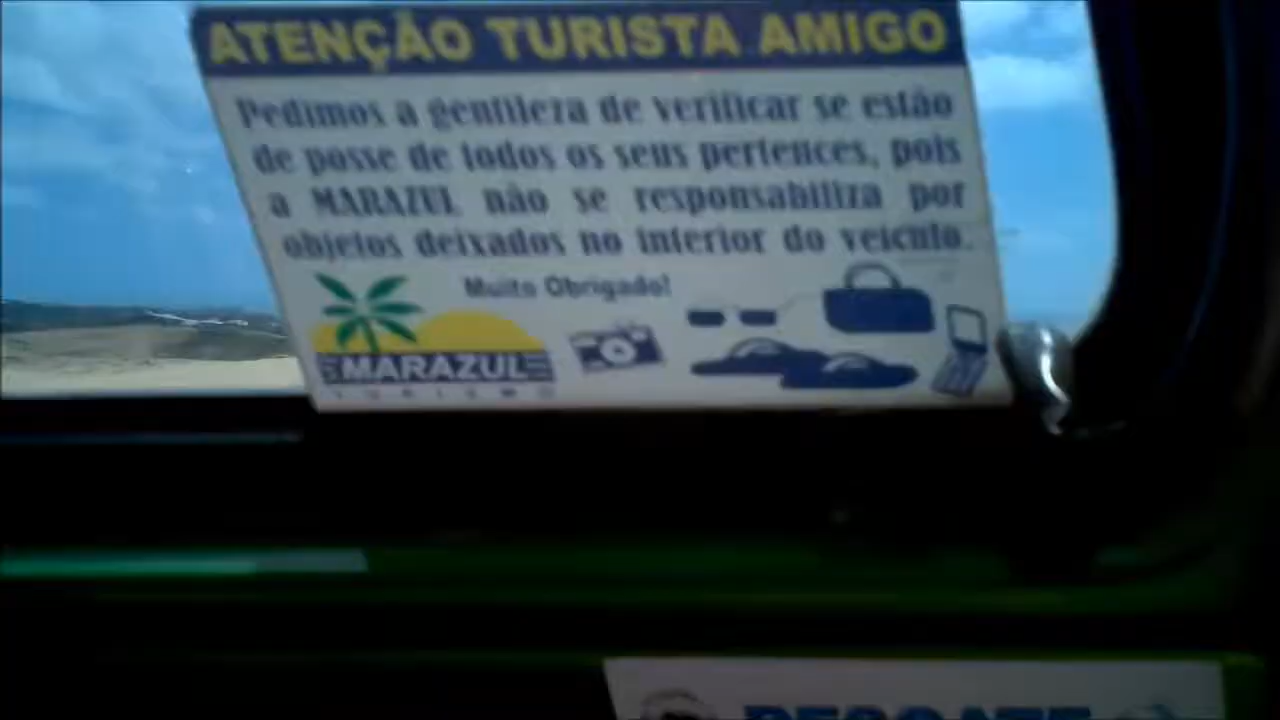 ATENÇÃO TURISTA AMIGO
Pedimos a gentileza de verificar se estão
de posse de todos os seus pertences, pois
a MARAZUL não se responsabiliza por
objetos deixados no interior do veículo.
Muito Obrigado!
MARAZUL
TURISMO